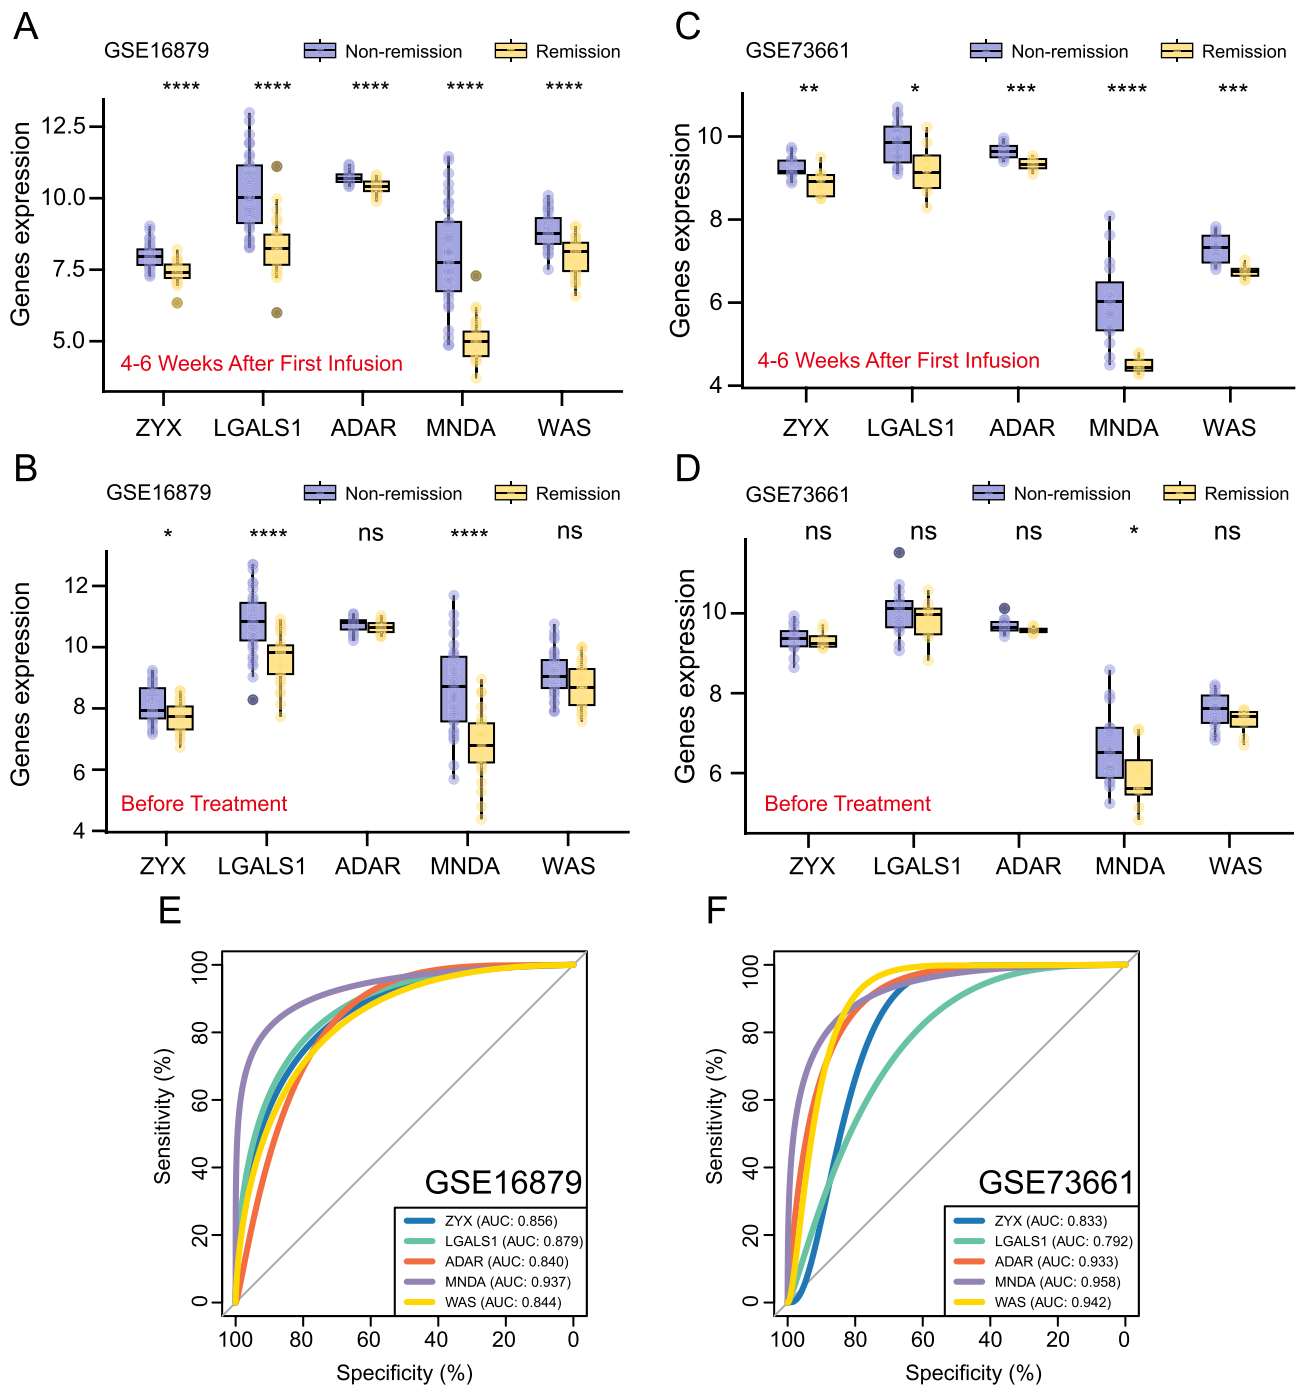 A
GSE16879
Non-remission
Remission
**** **** **** **** ****
Genes expression
12.5
10.0
7.5
5.0
4-6 Weeks After First Infusion
ZYX LGALS1 ADAR MNDA WAS
C
GSE73661
Non-remission
Remission
** * *** **** ***
Genes expression
10
8
6
4
4-6 Weeks After First Infusion
ZYX LGALS1 ADAR MNDA WAS
B
GSE16879
Non-remission
Remission
* **** ns **** ns
Genes expression
12
10
8
6
4
Before Treatment
ZYX LGALS1 ADAR MNDA WAS
D
GSE73661
Non-remission
Remission
ns ns ns * ns
Genes expression
10
8
6
Before Treatment
ZYX LGALS1 ADAR MNDA WAS
E
Sensitivity (%)
100
80
60
40
20
0
GSE16879
ZYX (AUC: 0.856)
LGALS1 (AUC: 0.879)
ADAR (AUC: 0.840)
MNDA (AUC: 0.937)
WAS (AUC: 0.844)
100 80 60 40 20 0
Specificity (%)
F
Sensitivity (%)
100
80
60
40
20
0
GSE73661
ZYX (AUC: 0.833)
LGALS1 (AUC: 0.792)
ADAR (AUC: 0.933)
MNDA (AUC: 0.958)
WAS (AUC: 0.942)
100 80 60 40 20 0
Specificity (%)